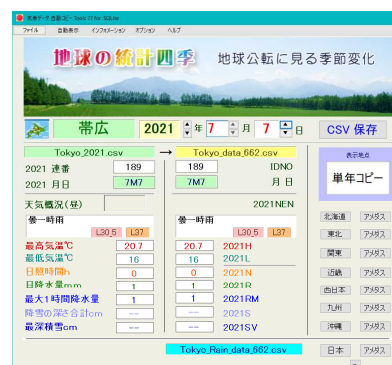 気象データ自動コピー Tools 77 for SQLite
ファイル 自動表示 インフォメーション オプション ヘルプ
地球の統計四季 地球公転に見る季節変化
帯広 2021 年 7 月 7 日 CSV 保存
Tokyo_2021.csv → Tokyo_data_662.csv
表示地点
2021 連番 189 189 IDNO
2021 月日 7M7 7M7 月 日
単年コピー
天気概況(昼) 2021NEN
曇一時雨 曇一時雨
L30_5 L37 L30_5 L37
最高気温℃ 20.7 20.7 2021H
最低気温℃ 16 16 2021L
日照時間h 0 0 2021N
日降水量mm 1 1 2021R
最大1時間降水量 1 1 2021RM
降雪の深さ合計cm -- -- 2021S
最深積雪cm -- -- 2021SV
北海道 アメダス
東北 アメダス
関東 アメダス
近畿 アメダス
西日本 アメダス
九州 アメダス
沖縄 アメダス
日本 アメダス
Tokyo_Rain_data_662.csv